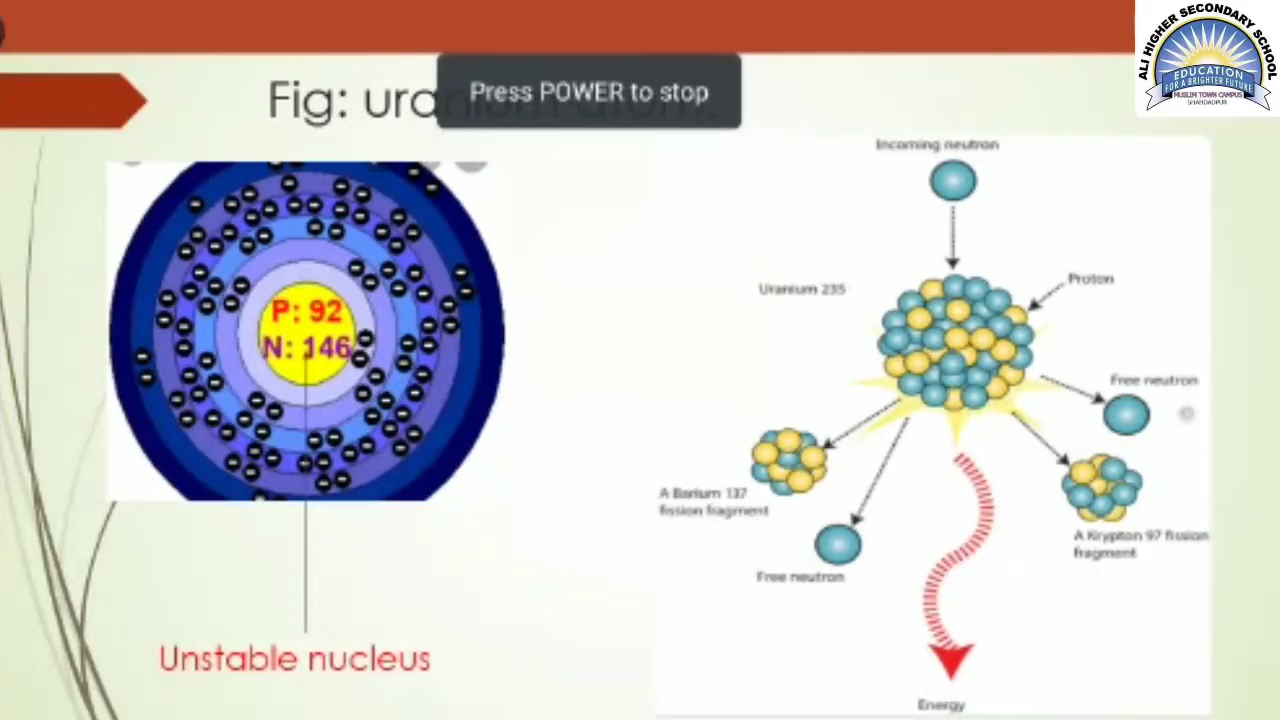 ALI HIGHER SECONDARY SCHOOL
EDUCATION
FOR A BRIGHTER FUTURE
MUSLIM TOWN CAMPUS
SHAHDADPUR
Fig:
Press POWER to stop
P: 92
N: 146
Unstable nucleus
Incoming neutron
Uranium 235
Proton
Free neutron
A Barium 137
fission fragment
A Krypton 97 fission
fragment
Free neutron
Energy